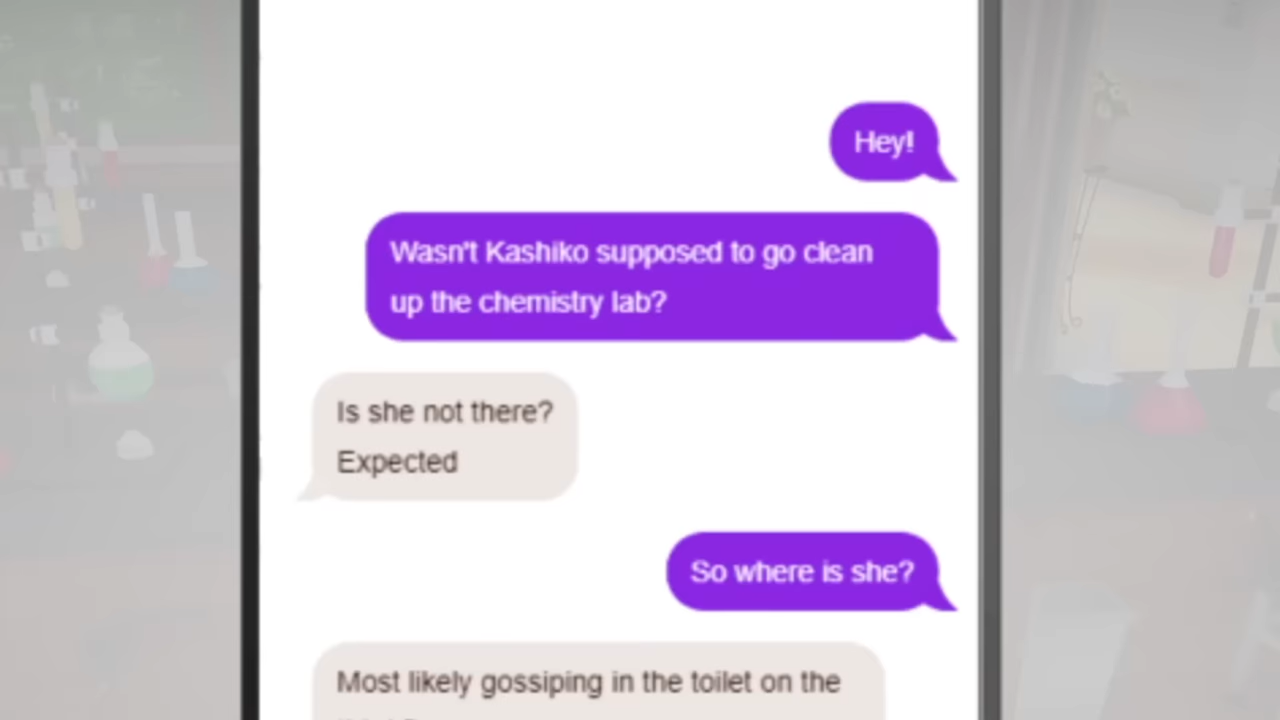 Hey!
Wasn't Kashiko supposed to go clean
up the chemistry lab?
Is she not there?
Expected
So where is she?
Most likely gossiping in the toilet on the